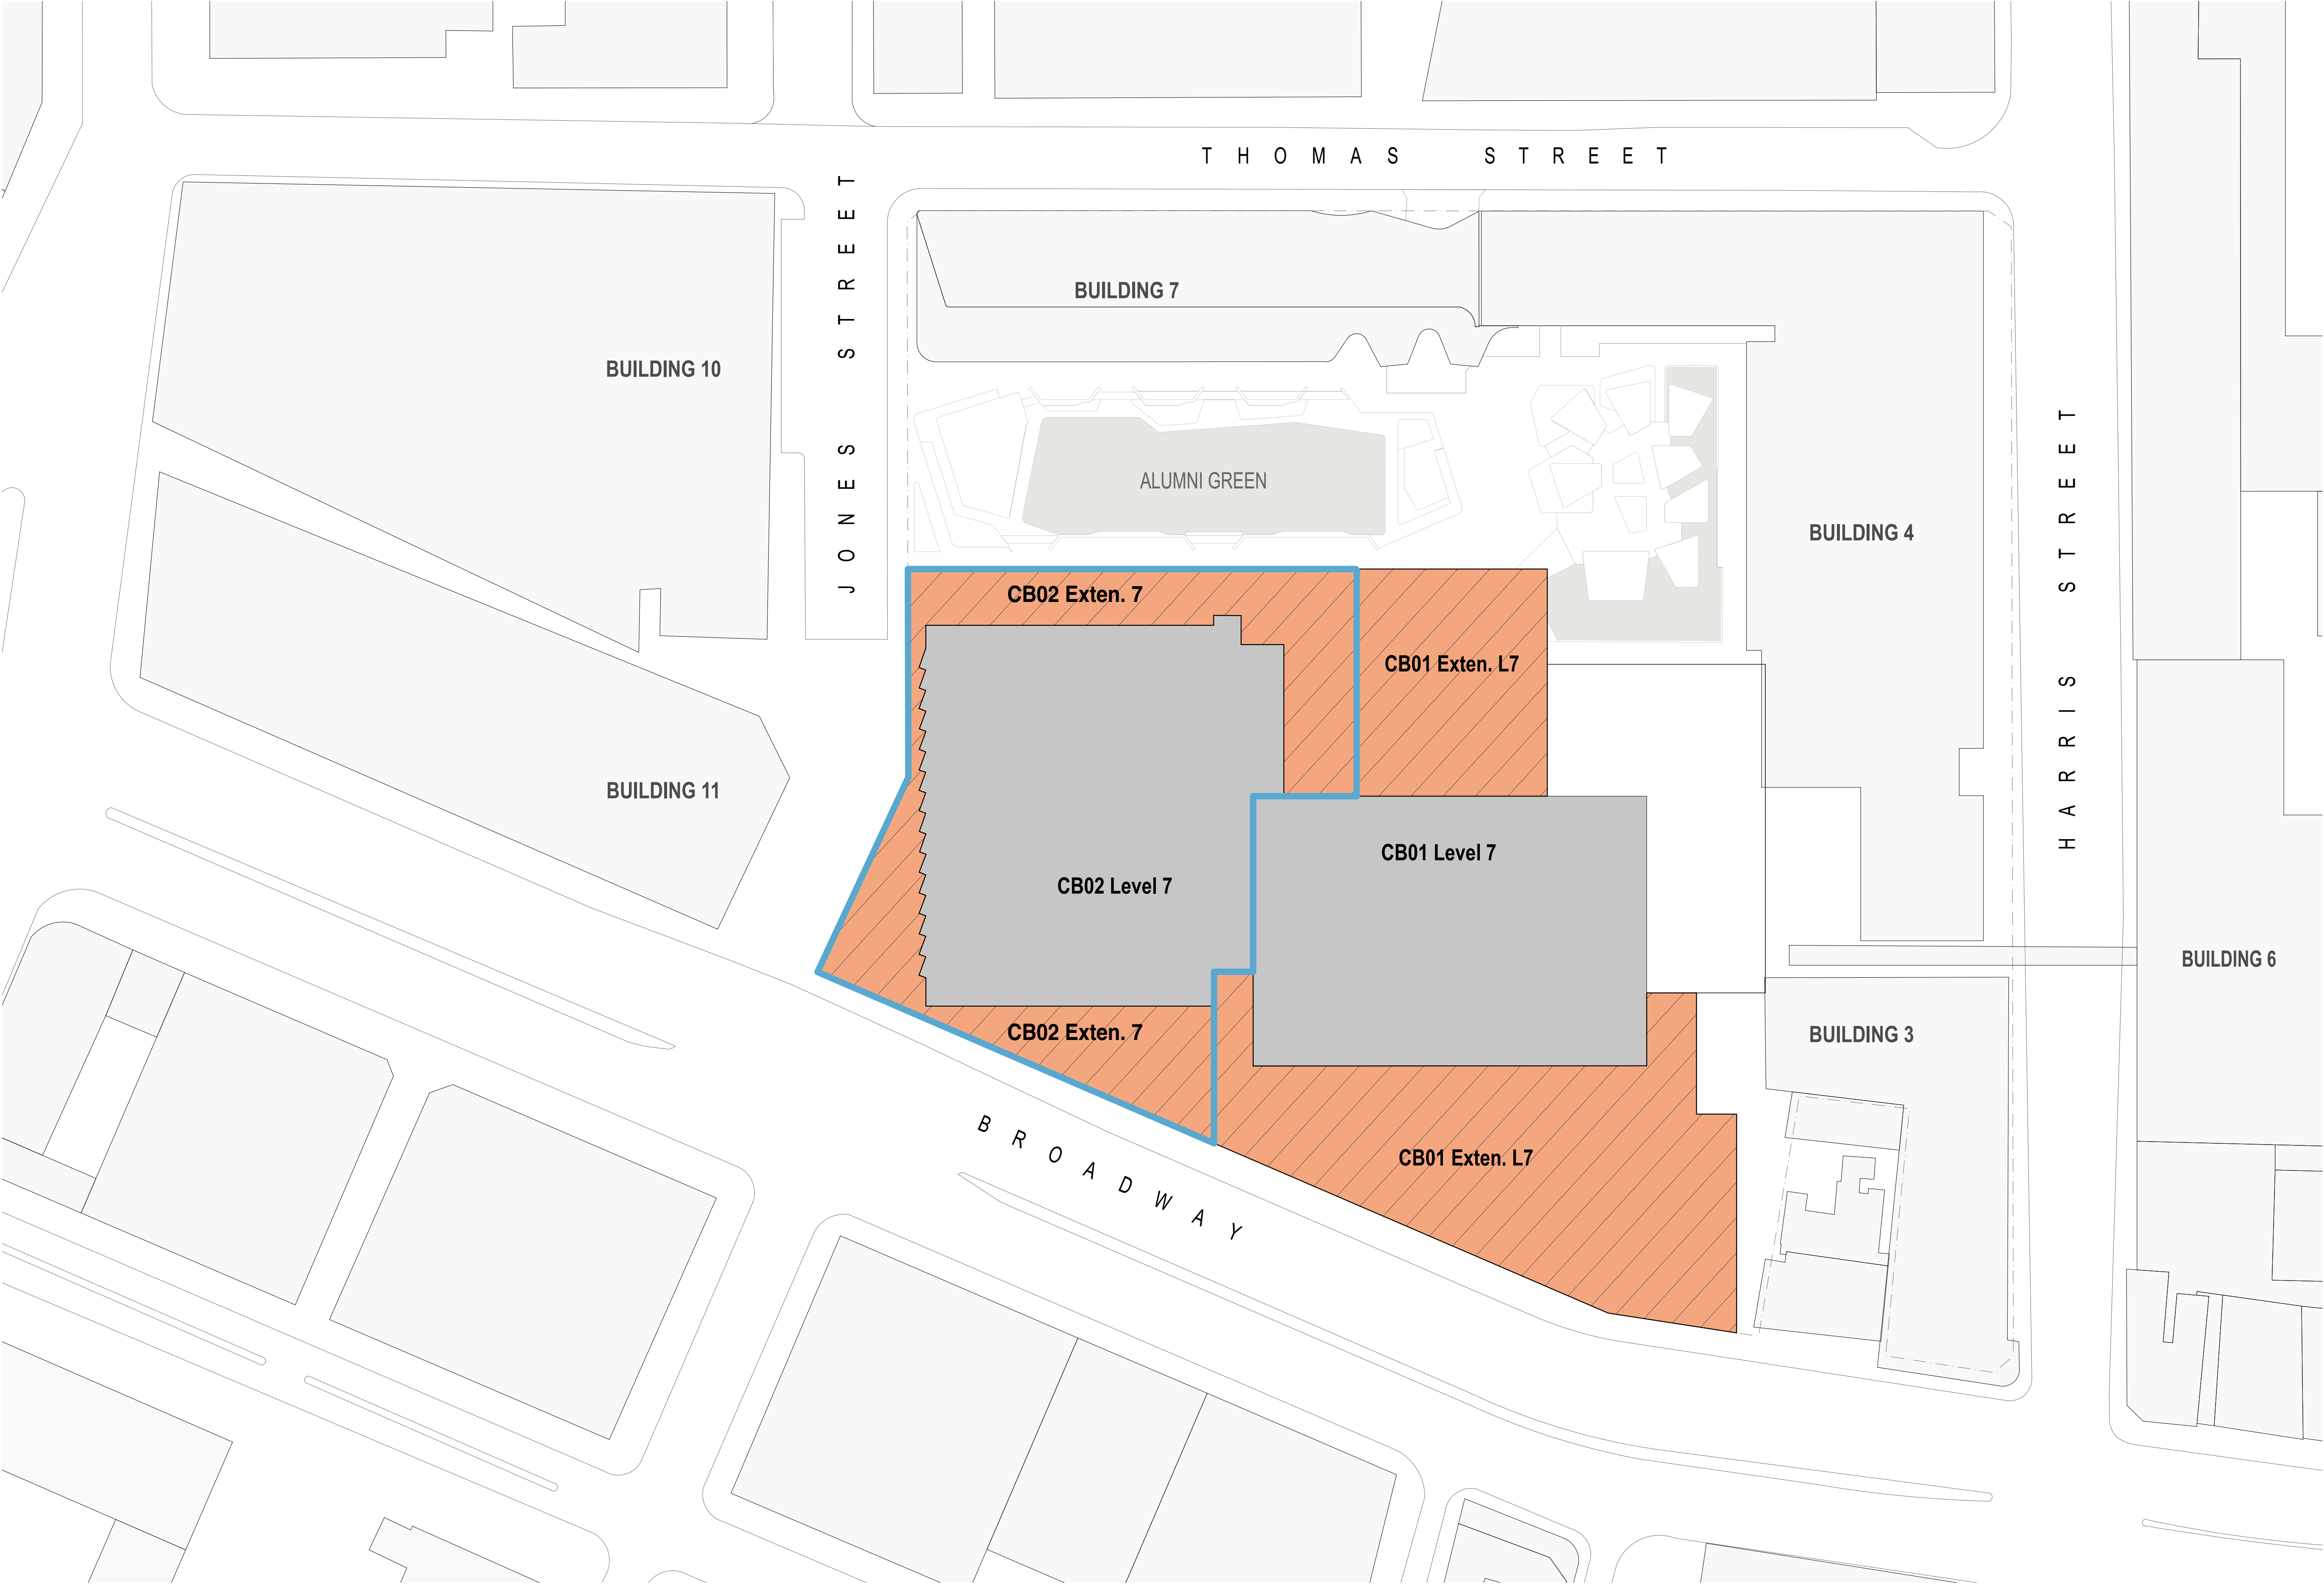 THOMAS STREET
JONES STREET
BUILDING 7
BUILDING 10
ALUMNI GREEN
BUILDING 4
HARRIS STREET
CB02 Exten. 7
CB01 Exten. L7
BUILDING 11
CB01 Level 7
CB02 Level 7
BUILDING 6
CB02 Exten. 7
BUILDING 3
BROADWAY
CB01 Exten. L7